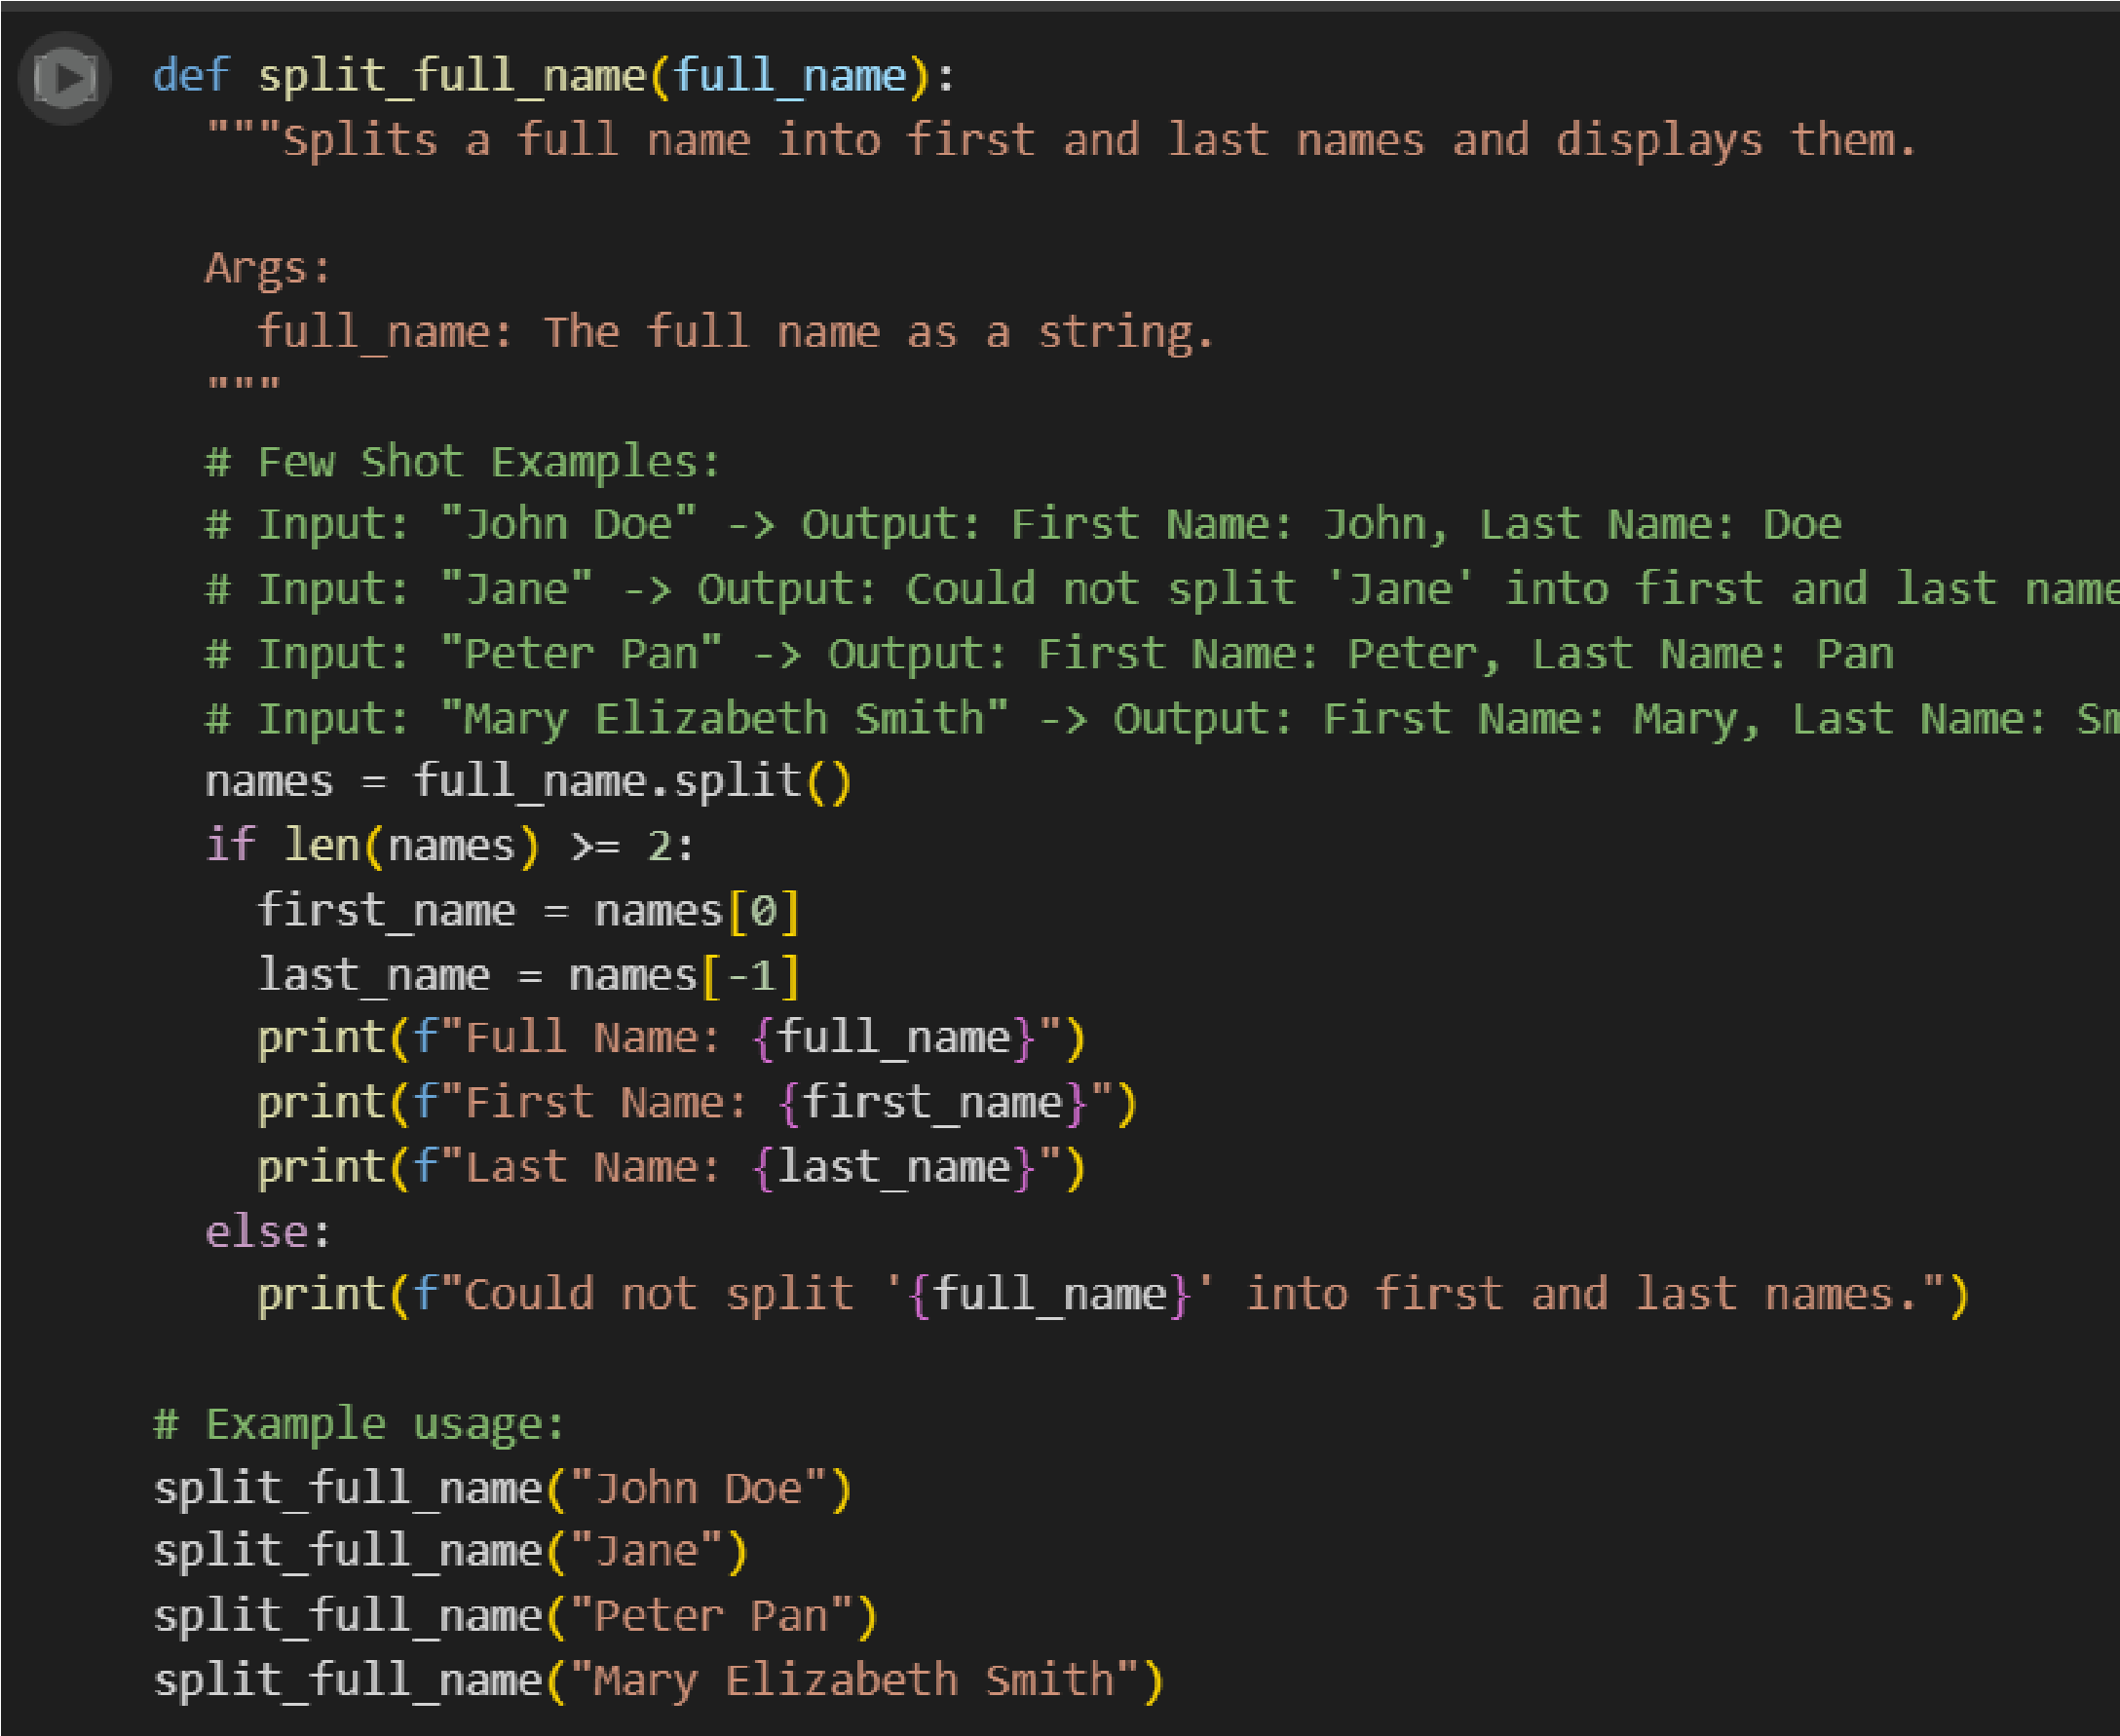 def split_full_name(full_name):
  """Splits a full name into first and last names and displays them.

  Args:
    full_name: The full name as a string.
  """
  # Few Shot Examples:
  # Input: "John Doe" -> Output: First Name: John, Last Name: Doe
  # Input: "Jane" -> Output: Could not split 'Jane' into first and last name
  # Input: "Peter Pan" -> Output: First Name: Peter, Last Name: Pan
  # Input: "Mary Elizabeth Smith" -> Output: First Name: Mary, Last Name: Sm
  names = full_name.split()
  if len(names) >= 2:
    first_name = names[0]
    last_name = names[-1]
    print(f"Full Name: {full_name}")
    print(f"First Name: {first_name}")
    print(f"Last Name: {last_name}")
  else:
    print(f"Could not split '{full_name}' into first and last names.")

# Example usage:
split_full_name("John Doe")
split_full_name("Jane")
split_full_name("Peter Pan")
split_full_name("Mary Elizabeth Smith")